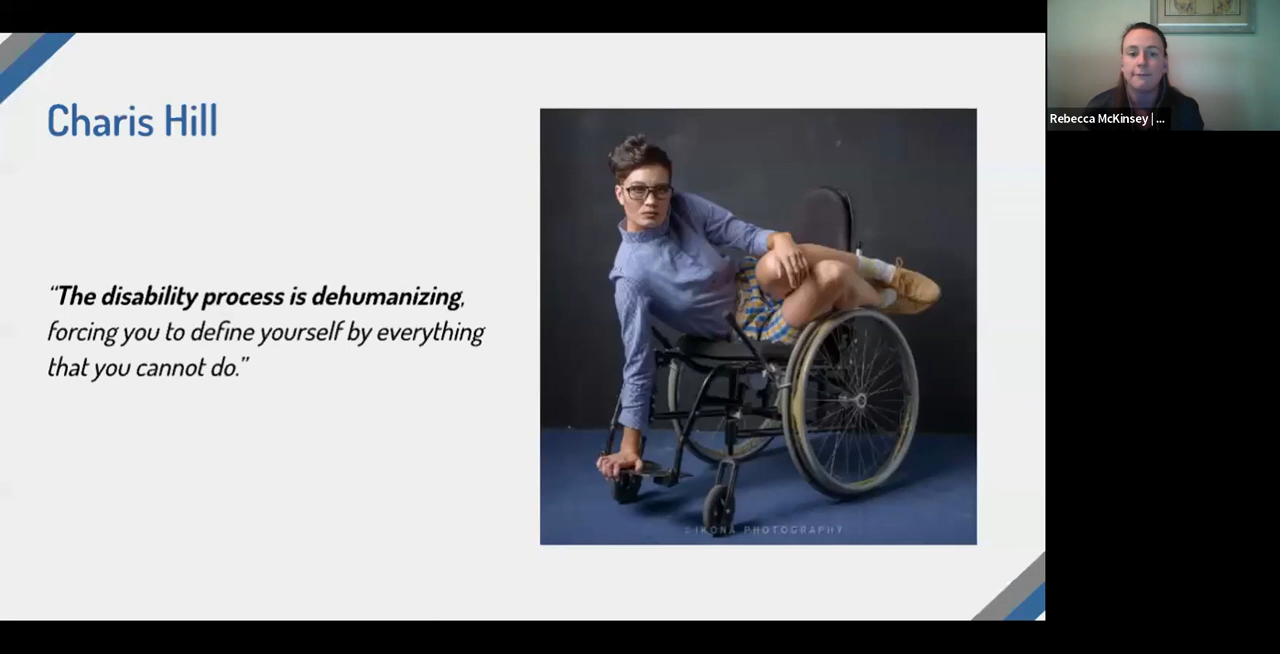 Charis Hill
“The disability process is dehumanizing,
forcing you to define yourself by everything
that you cannot do.”
©IKONA PHOTOGRAPHY
Rebecca McKinsey | ...